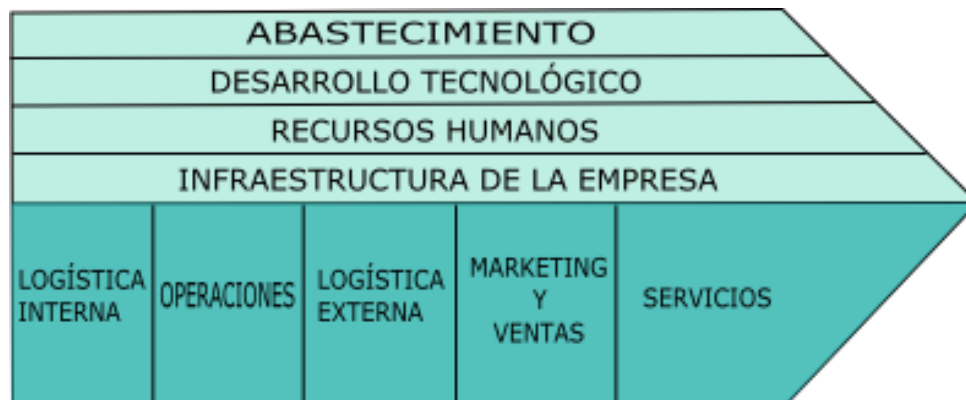 ABASTECIMIENTO
DESARROLLO TECNOLÓGICO
RECURSOS HUMANOS
INFRAESTRUCTURA DE LA EMPRESA
LOGÍSTICA
INTERNA
OPERACIONES
LOGÍSTICA
EXTERNA
MARKETING
Y
VENTAS
SERVICIOS